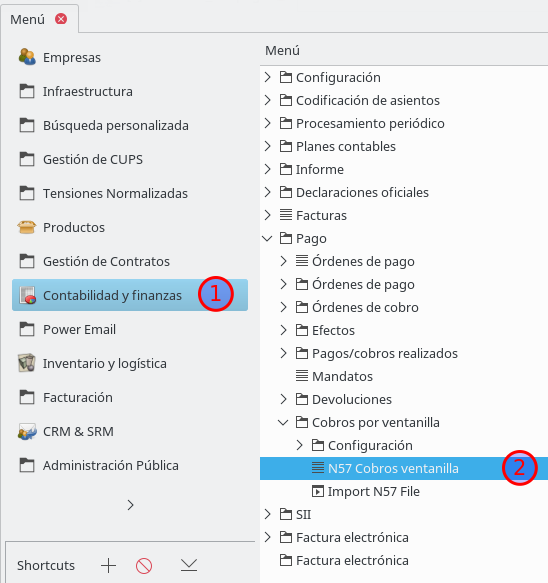 Menú
Empresas
Infraestructura
Búsqueda personalizada
Gestión de CUPS
Tensiones Normalizadas
Productos
Gestión de Contratos
Contabilidad y finanzas 1
Power Email
Inventario y logística
Facturación
CRM & SRM
Administración Pública
Shortcuts
Menú
Configuración
Codificación de asientos
Procesamiento periódico
Planes contables
Informe
Declaraciones oficiales
Facturas
Pago
Órdenes de pago
Órdenes de pago
Órdenes de cobro
Efectos
Pagos/cobros realizados
Mandatos
Devoluciones
Cobros por ventanilla
Configuración
N57 Cobros ventanilla 2
Import N57 File
SII
Factura electrónica
Factura electrónica